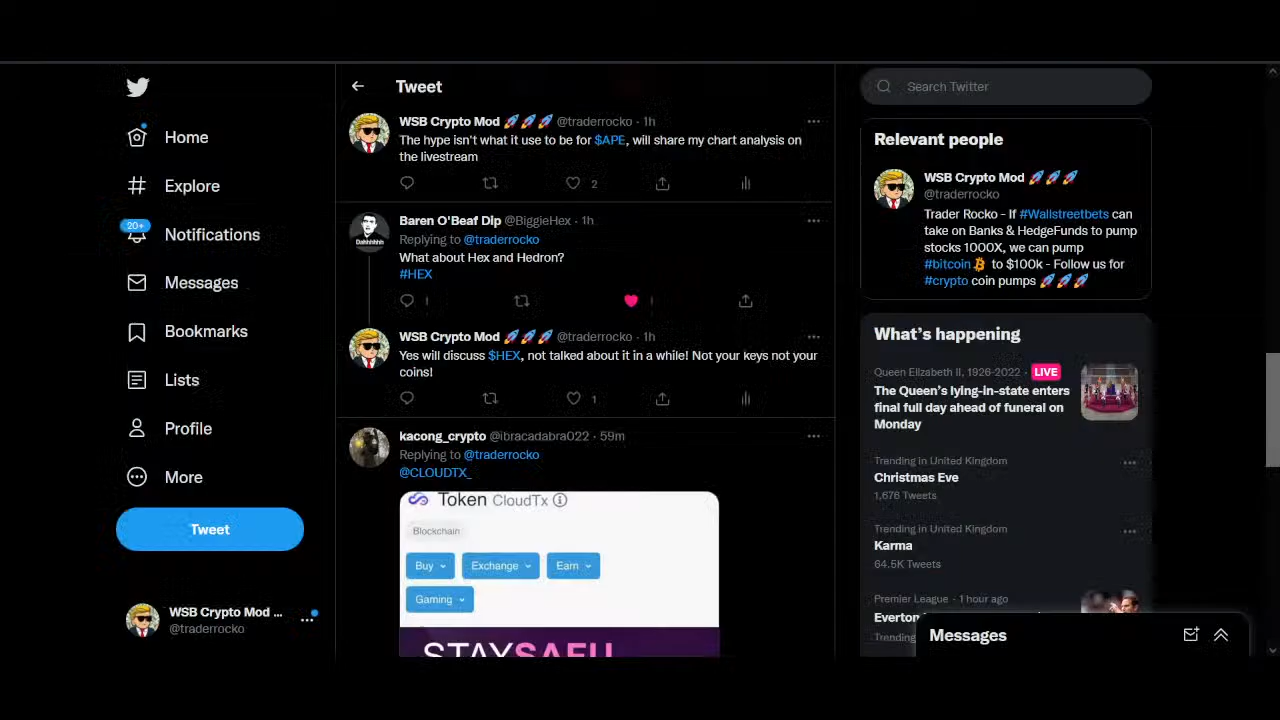 Home
Explore
20+
Notifications
Messages
Bookmarks
Lists
Profile
More
Tweet
WSB Crypto Mod ...
@traderrocko
Tweet
WSB Crypto Mod 🚀🚀🚀 @traderrocko · 1h
The hype isn't what it use to be for $APE, will share my chart analysis on
the livestream
2
Baren O'Beaf Dip @BiggieHex · 1h
Dahhhhhh
Replying to @traderrocko
What about Hex and Hedron?
#HEX
1 1
WSB Crypto Mod 🚀🚀🚀 @traderrocko · 1h
Yes will discuss $HEX, not talked about it in a while! Not your keys not your
coins!
1
kacong_crypto @ibracadabra022 · 59m
Replying to @traderrocko
@CLOUDTX_
Token CloudTx
Blockchain
Buy Exchange Earn
Gaming
STAYSAFU
Search Twitter
Relevant people
WSB Crypto Mod 🚀🚀🚀
@traderrocko
Trader Rocko - If #Wallstreetbets can
take on Banks & HedgeFunds to pump
stocks 1000X, we can pump
#bitcoin to $100k - Follow us for
#crypto coin pumps 🚀🚀🚀
What's happening
Queen Elizabeth II, 1926-2022 · LIVE
The Queen's lying-in-state enters
final full day ahead of funeral on
Monday
Trending in United Kingdom
Christmas Eve
1,676 Tweets
Trending in United Kingdom
Karma
64.5K Tweets
Premier League · 1 hour ago
Everton
Trending
Messages